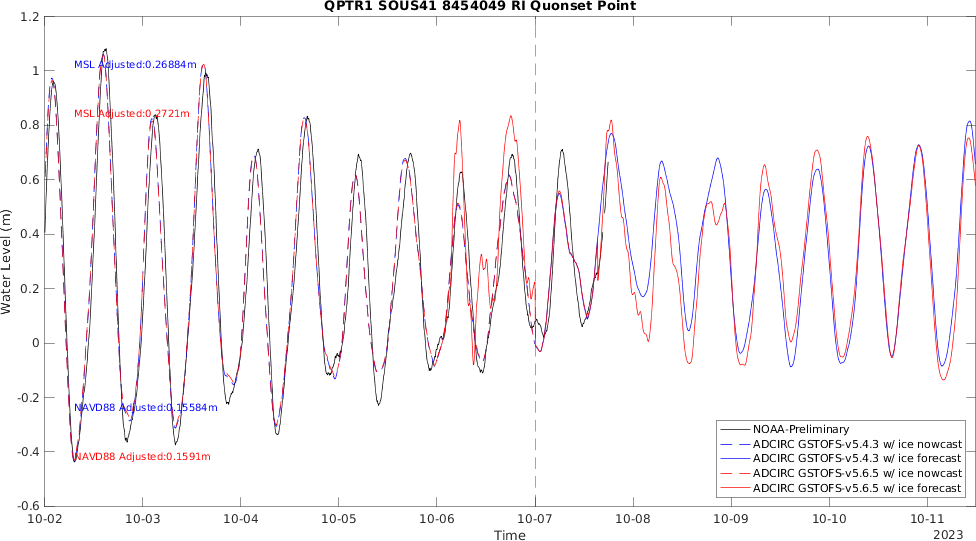 QPTR1 SOUS41 8454049 RI Quonset Point
1.2
1
0.8
0.6
0.4
0.2
0
-0.2
-0.4
-0.6
Water Level (m)
MSL Adjusted:0.26884m
MSL Adjusted:0.2721m
NAVD88 Adjusted:0.15584m
NAVD88 Adjusted:0.1591m
NOAA-Preliminary
ADCIRC GSTOFS-v5.4.3 w/ ice nowcast
ADCIRC GSTOFS-v5.4.3 w/ ice forecast
ADCIRC GSTOFS-v5.6.5 w/ ice nowcast
ADCIRC GSTOFS-v5.6.5 w/ ice forecast
10-02 10-03 10-04 10-05 10-06 10-07 10-08 10-09 10-10 10-11
Time
2023